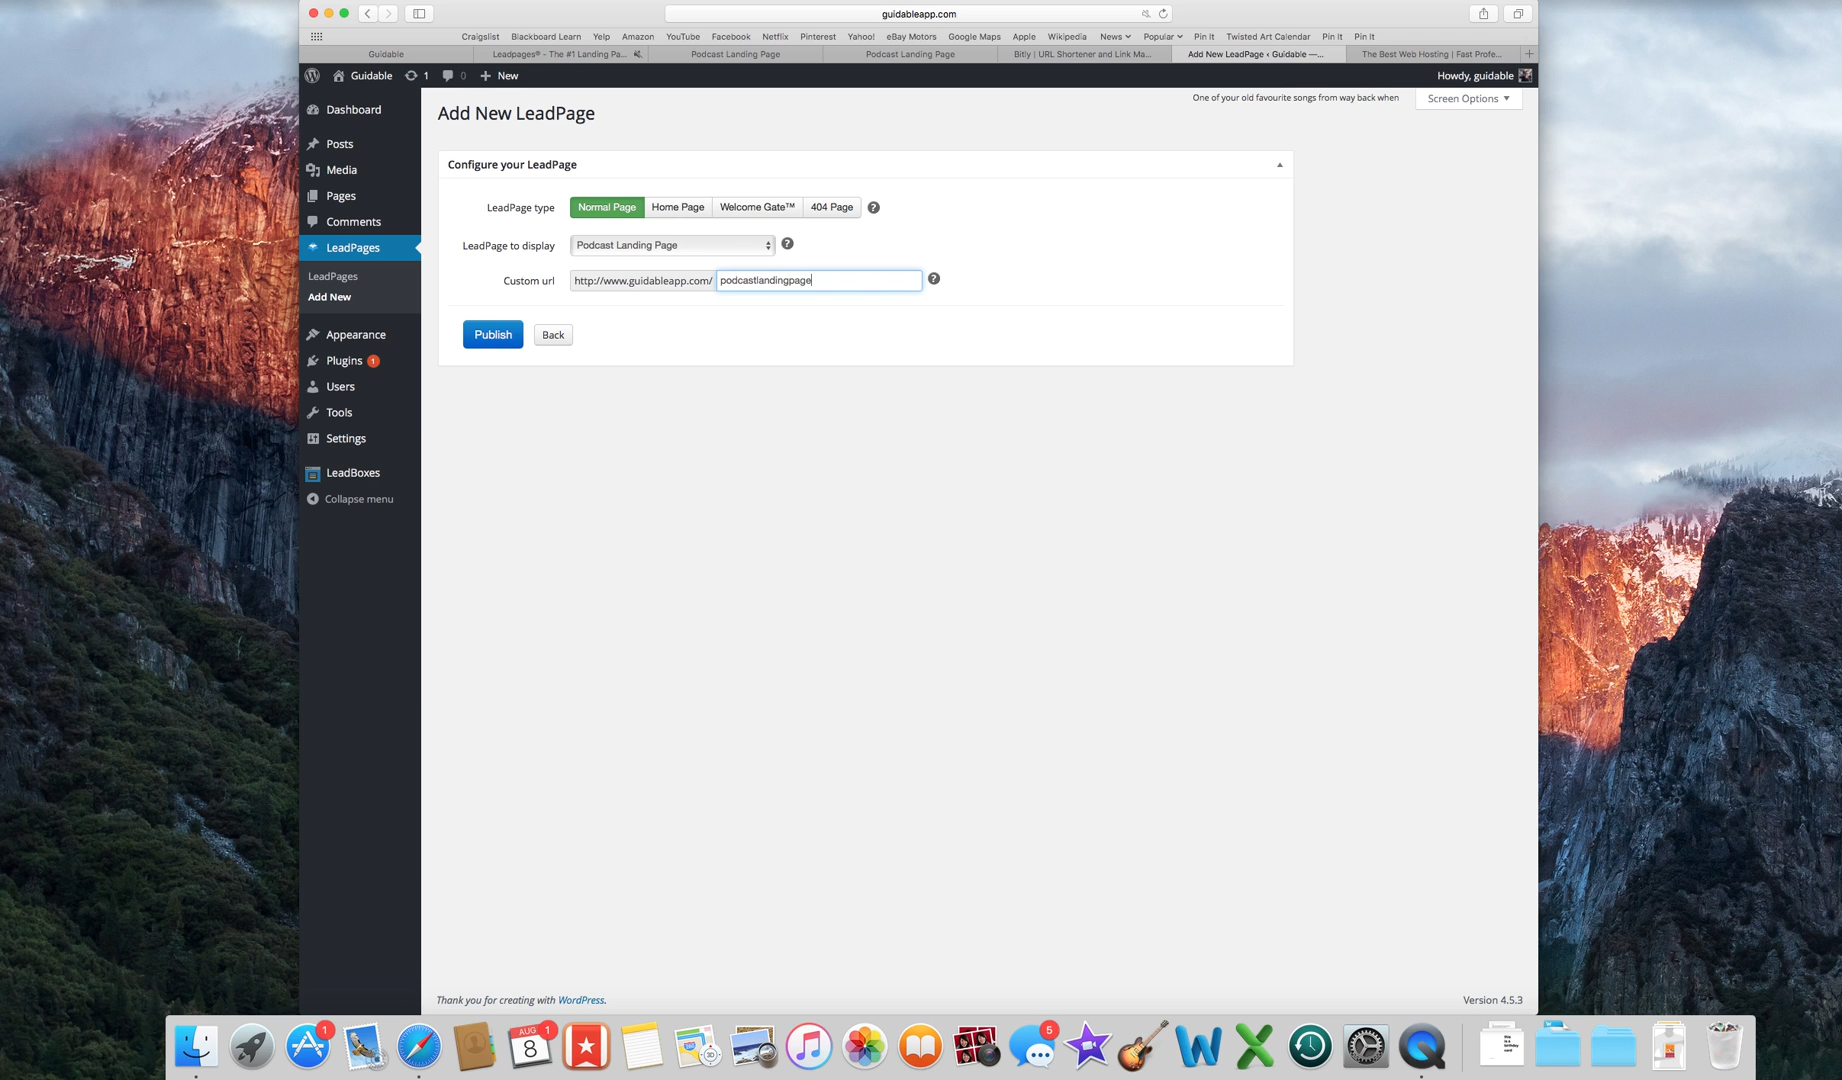 guidableapp.com
Craigslist Blackboard Learn Yelp Amazon YouTube Facebook Netflix Pinterest Yahoo! eBay Motors Google Maps Apple Wikipedia News Popular Pin It Twisted Art Calendar Pin It Pin It
Guidable Leadpages® - The #1 Landing Pa... Podcast Landing Page Podcast Landing Page Bitly | URL Shortener and Link Ma... Add New LeadPage ‹ Guidable —... The Best Web Hosting | Fast Profe...
Guidable 1 0 New Howdy, guidable
One of your old favourite songs from way back when Screen Options
Add New LeadPage
Dashboard
Posts
Media
Pages
Comments
LeadPages
LeadPages
Add New
Appearance
Plugins 1
Users
Tools
Settings
LeadBoxes
Collapse menu
Configure your LeadPage
LeadPage type Normal Page Home Page Welcome Gate™ 404 Page ?
LeadPage to display Podcast Landing Page ?
Custom url http://www.guidableapp.com/ podcastlandingpage ?
Publish Back
Thank you for creating with WordPress. Version 4.5.3
1 AUG 8 1 3D 5